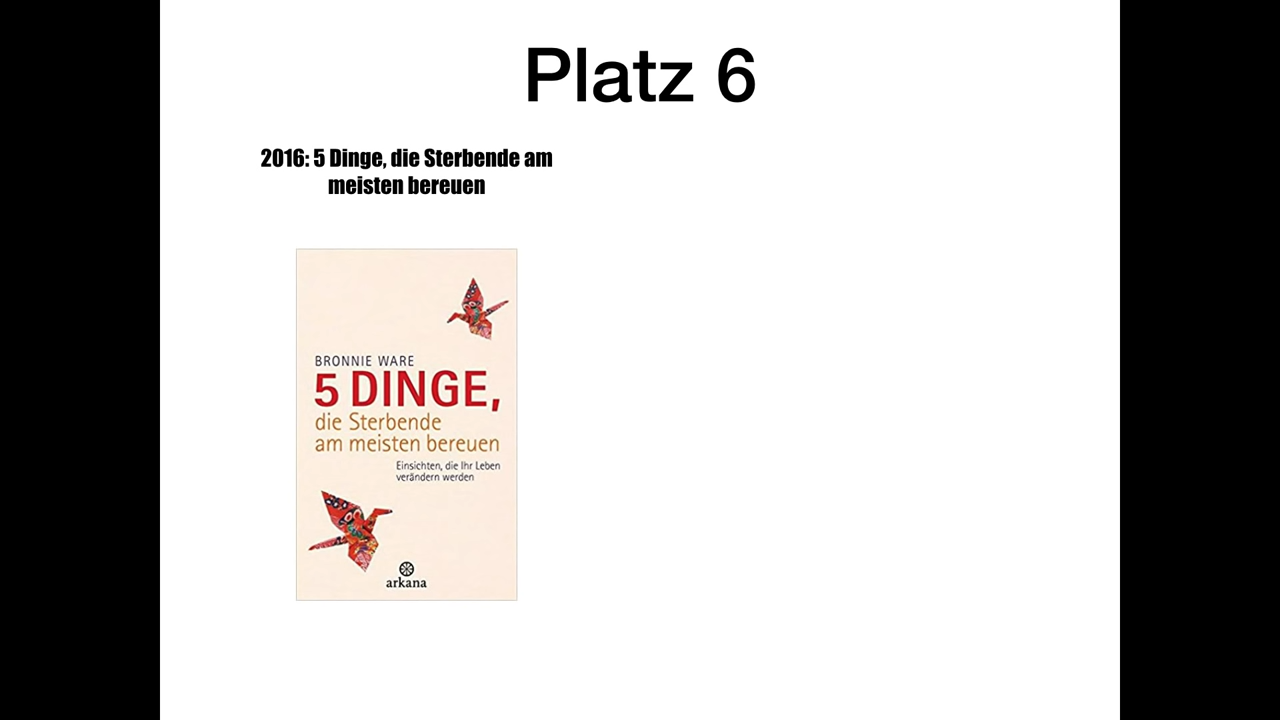 Platz 6
2016: 5 Dinge, die Sterbende am
meisten bereuen
BRONNIE WARE
5 DINGE,
die Sterbende
am meisten bereuen
Einsichten, die Ihr Leben
verändern werden
arkana